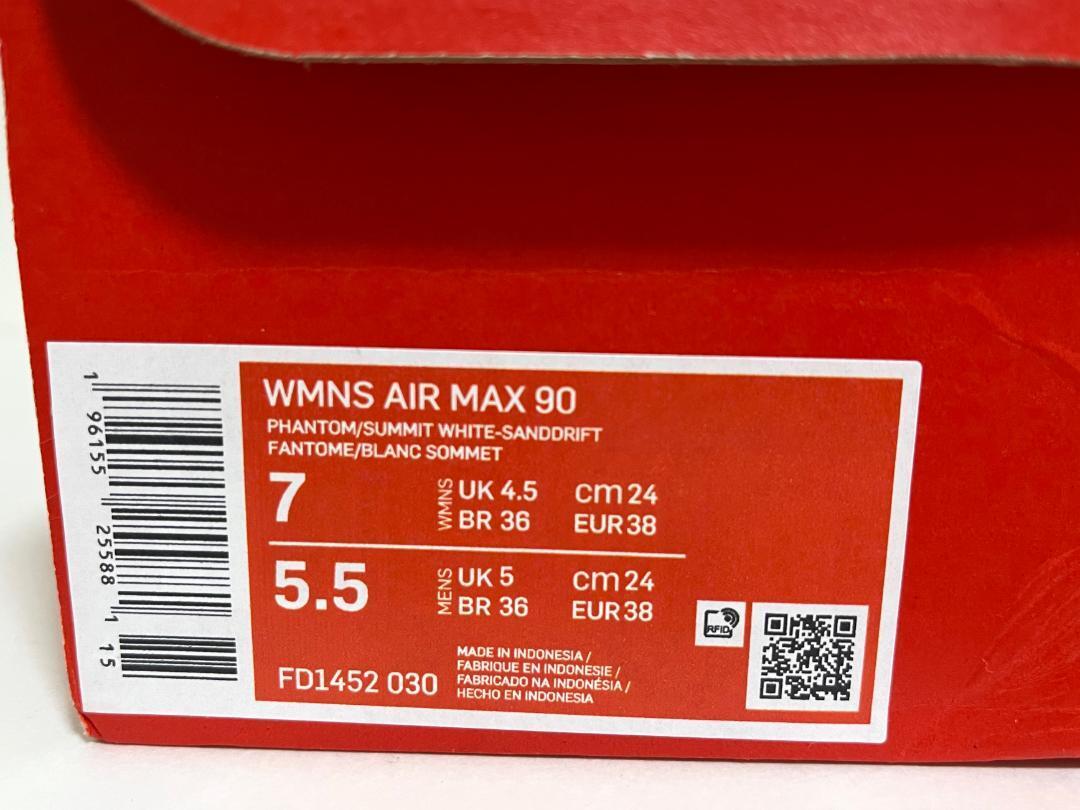 1
96155
25588
1
15
WMNS AIR MAX 90
PHANTOM/SUMMIT WHITE-SANDDRIFT
FANTOME/BLANC SOMMET
7
WMNS
UK 4.5 cm 24
BR 36 EUR 38
5.5
MENS
UK 5 cm 24
BR 36 EUR 38
RFID
FD1452 030
MADE IN INDONESIA /
FABRIQUE EN INDONESIE /
FABRICADO NA INDONÉSIA /
HECHO EN INDONESIA